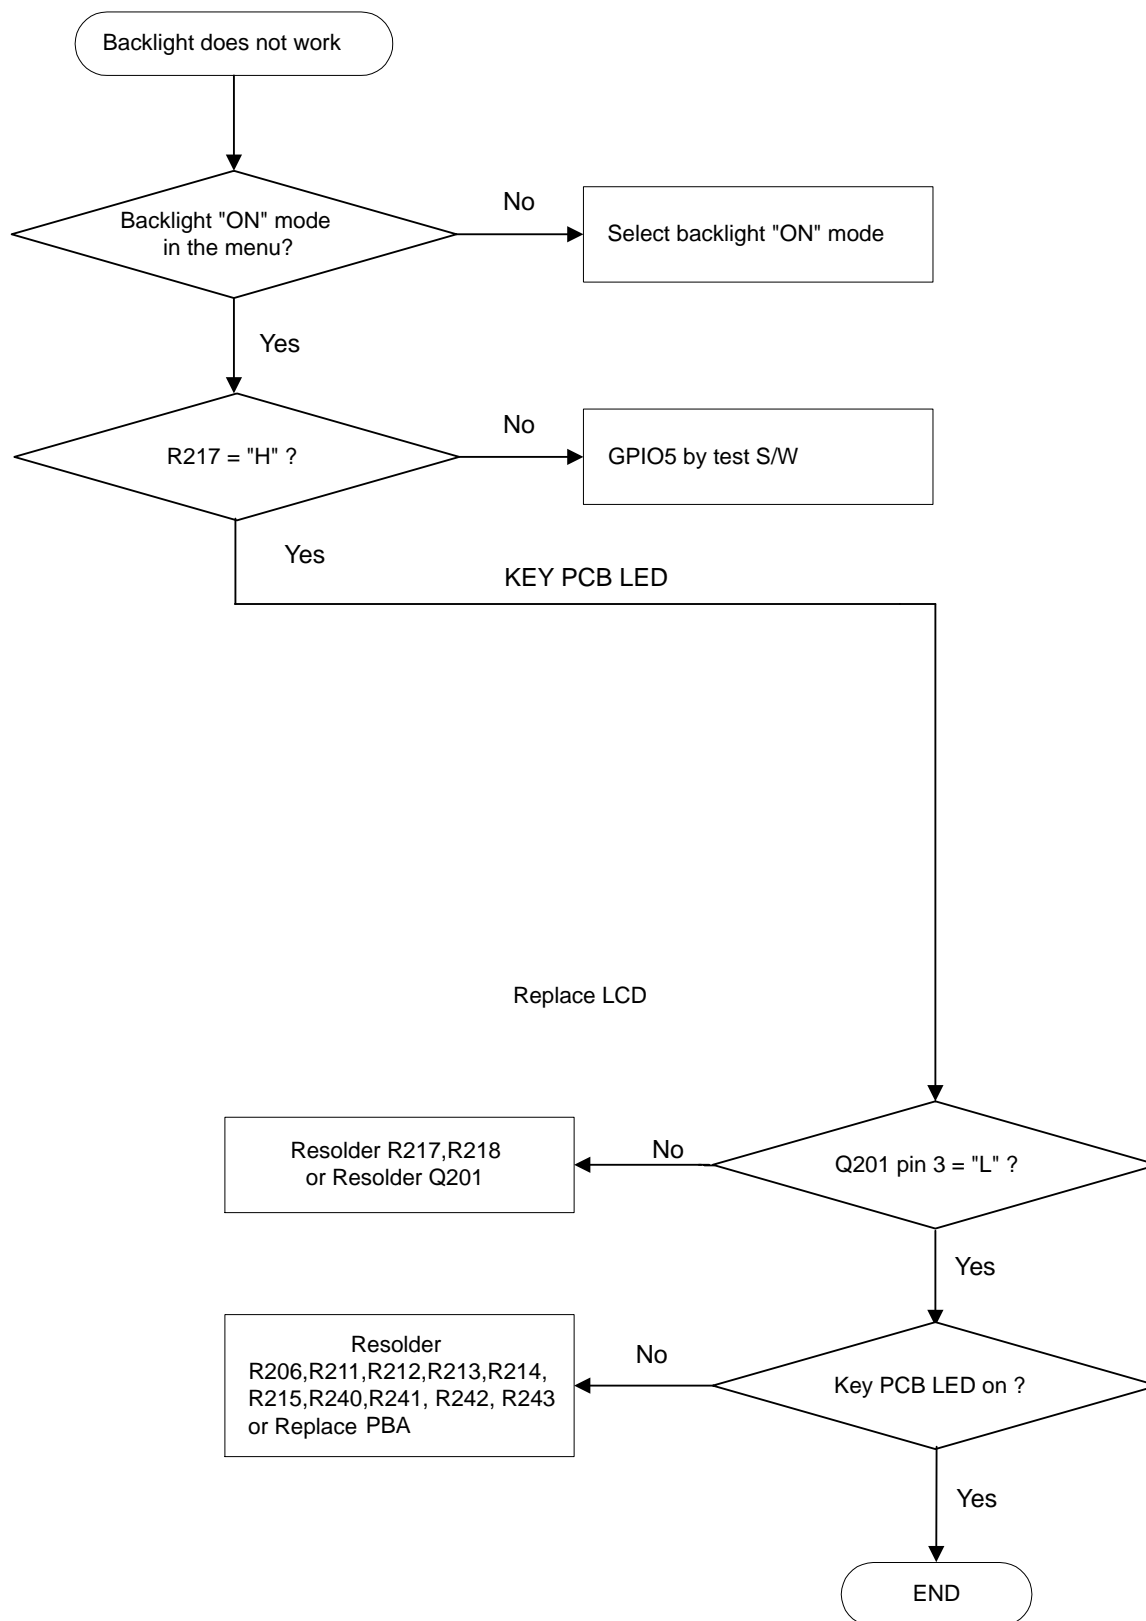 Backlight does not work
Backlight "ON" mode
in the menu?
No
Select backlight "ON" mode
Yes
R217 = "H" ?
No
GPIO5 by test S/W
Yes
KEY PCB LED
Replace LCD
Q201 pin 3 = "L" ?
No
Resolder R217,R218
or Resolder Q201
Yes
Key PCB LED on ?
No
Resolder
R206,R211,R212,R213,R214,
R215,R240,R241, R242, R243
or Replace PBA
Yes
END